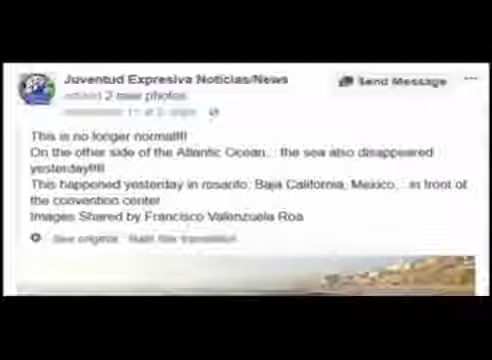 Juventud Expresiva Noticias/News
added 2 new photos
Send Message
This is no longer normal!!!
On the other side of the Atlantic Ocean... the sea also disappeared
yesterday!!!!
This happened yesterday in rosarito, Baja California, Mexico,.. in front of
the convention center
Images Shared by Francisco Valenzuela Roa
See original · Rate this translation